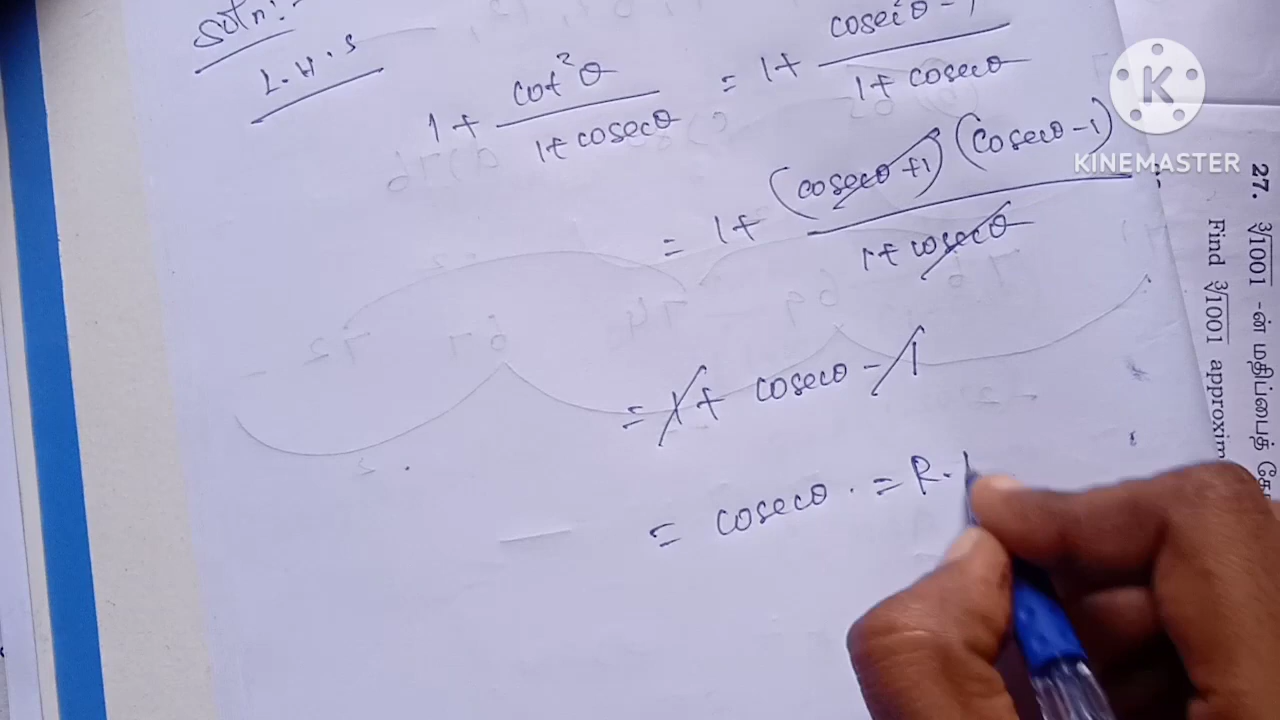 Soln:-
L.H.S
1 + cot²θ / 1 + cosecθ = 1 + cosec²θ - 1 / 1 + cosecθ
= 1 + (cosecθ + 1) (cosecθ - 1) / 1 + cosecθ
= 1 + cosecθ - 1
= cosecθ. = R.
KINEMASTER
27. ∛1001 -ன் மதிப்பைத்
Find ∛1001 approxim